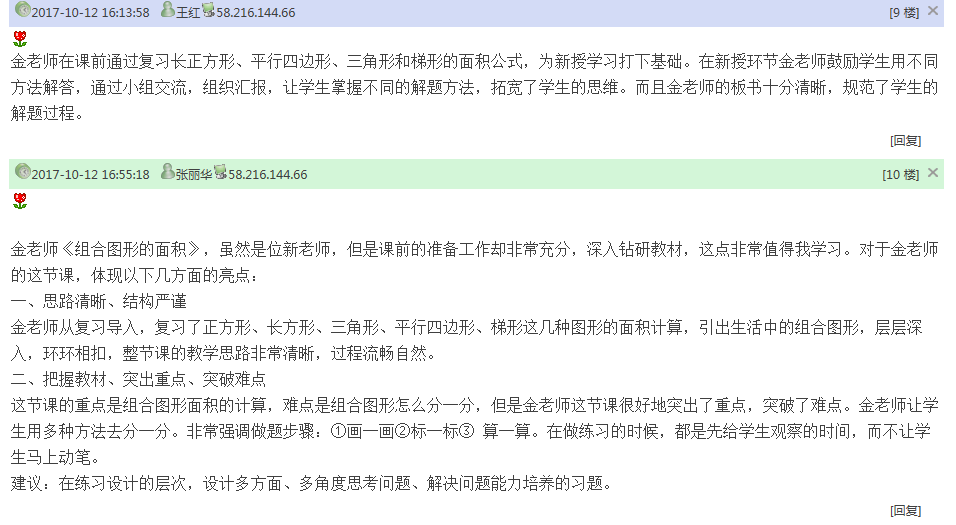 2017-10-12 16:13:58 王红 58.216.144.66 [9 楼]
金老师在课前通过复习长正方形、平行四边形、三角形和梯形的面积公式，为新授学习打下基础。在新授环节金老师鼓励学生用不同
方法解答，通过小组交流，组织汇报，让学生掌握不同的解题方法，拓宽了学生的思维。而且金老师的板书十分清晰，规范了学生的
解题过程。
[回复]
2017-10-12 16:55:18 张丽华 58.216.144.66 [10 楼]
金老师《组合图形的面积》，虽然是位新老师，但是课前的准备工作却非常充分，深入钻研教材，这点非常值得我学习。对于金老师
的这节课，体现以下几方面的亮点：
一、思路清晰、结构严谨
金老师从复习导入，复习了正方形、长方形、三角形、平行四边形、梯形这几种图形的面积计算，引出生活中的组合图形，层层深
入，环环相扣，整节课的教学思路非常清晰，过程流畅自然。
二、把握教材、突出重点、突破难点
这节课的重点是组合图形面积的计算，难点是组合图形怎么分一分，但是金老师这节课很好地突出了重点，突破了难点。金老师让学
生用多种方法去分一分。非常强调做题步骤：①画一画②标一标③ 算一算。在做练习的时候，都是先给学生观察的时间，而不让学
生马上动笔。
建议：在练习设计的层次，设计多方面、多角度思考问题、解决问题能力培养的习题。
[回复]